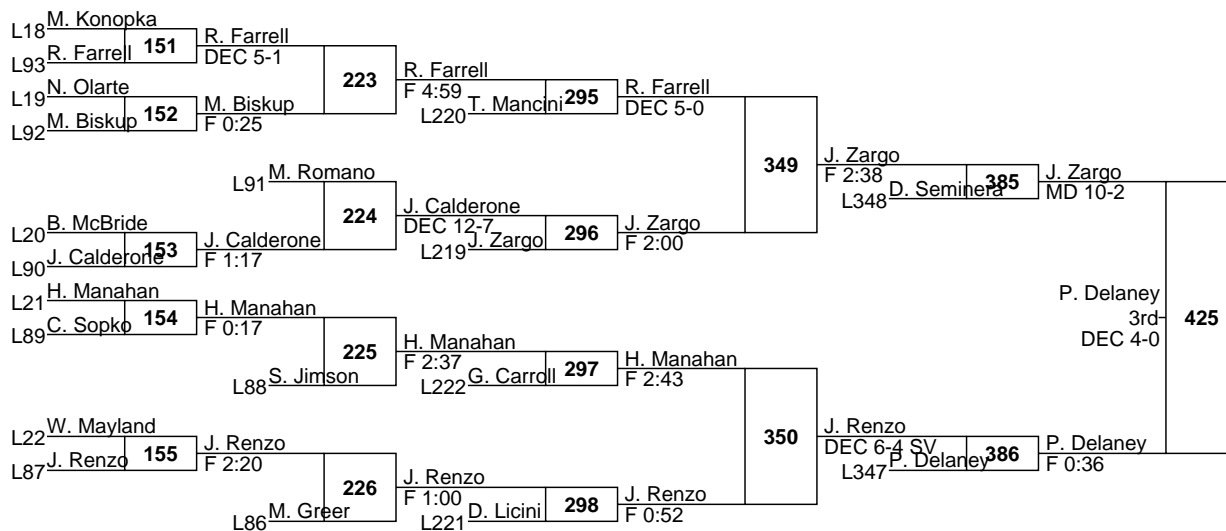 L18 M. Konopka
151
L93 R. Farrell
R. Farrell
DEC 5-1
L19 N. Olarte
152
L92 M. Biskup
M. Biskup
F 0:25
223
R. Farrell
F 4:59
L220 T. Mancini
295
R. Farrell
DEC 5-0
L91 M. Romano
224
L20 B. McBride
153
L90 J. Calderone
J. Calderone
F 1:17
J. Calderone
DEC 12-7
L219 J. Zargo
296
J. Zargo
F 2:00
349
J. Zargo
F 2:38
L348 D. Seminera
385
J. Zargo
MD 10-2
L21 H. Manahan
154
L89 C. Sopko
H. Manahan
F 0:17
225
L88 S. Jimson
H. Manahan
F 2:37
L222 G. Carroll
297
H. Manahan
F 2:43
L22 W. Mayland
155
L87 J. Renzo
J. Renzo
F 2:20
226
L86 M. Greer
J. Renzo
F 1:00
L221 D. Licini
298
J. Renzo
F 0:52
350
J. Renzo
DEC 6-4 SV
L347 P. Delaney
386
P. Delaney
F 0:36
P. Delaney
3rd
DEC 4-0
425